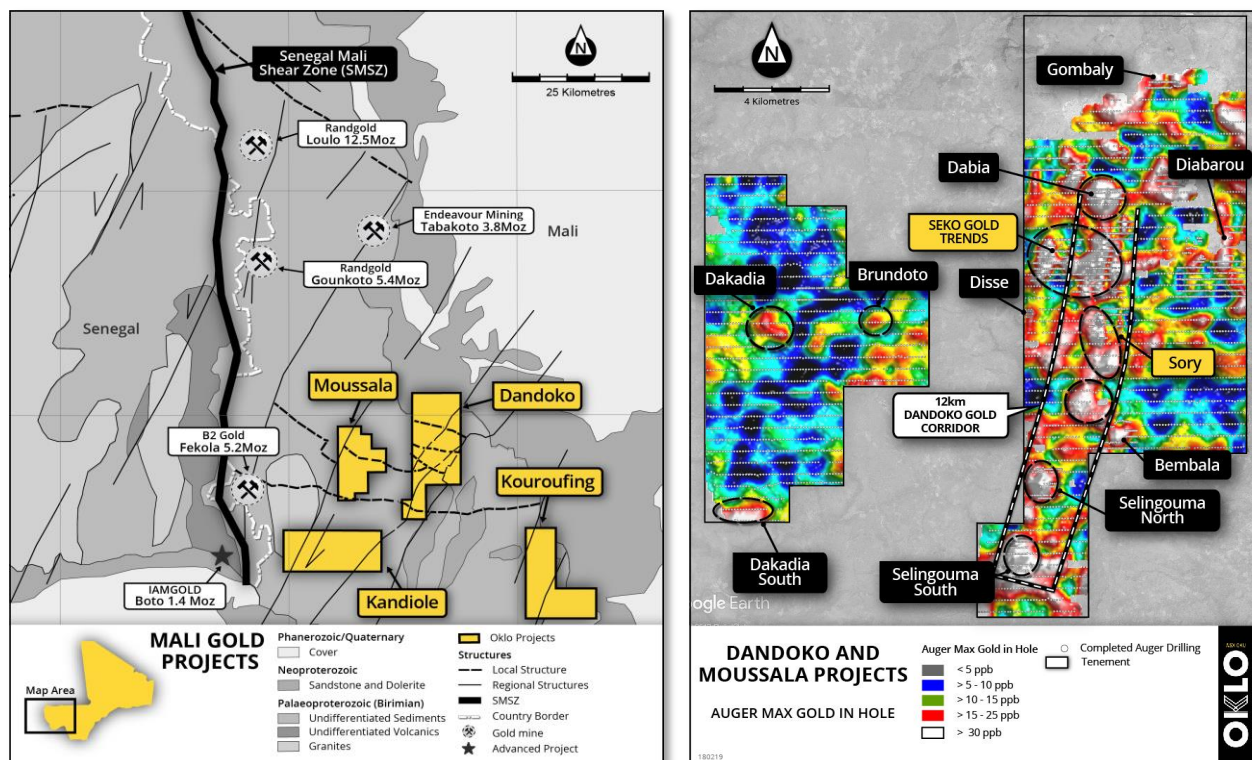 Senegal Mali
Shear Zone (SMSZ)
N
25 Kilometres
Randgold
Loulo 12.5Moz
Endeavour Mining
Tabakoto 3.8Moz
Mali
Randgold
Gounkoto 5.4Moz
Senegal
Moussala
Dandoko
B2 Gold
Fekola 5.2Moz
Kouroufing
IAMGOLD
Boto 1.4 Moz
Kandiole
MALI GOLD
PROJECTS
Map Area
Phanerozoic/Quaternary
Cover
Neoproterozoic
Sandstone and Dolerite
Palaeoproterozoic (Birimian)
Undifferentiated Sediments
Undifferentiated Volcanics
Granites
Oklo Projects
Structures
Local Structure
Regional Structures
SMSZ
Country Border
Gold mine
Advanced Project
N
4 Kilometres
Gombaly
Dabia
Diabarou
SEKO GOLD
TRENDS
Dakadia
Brundoto
Disse
Sory
12km
DANDOKO GOLD
CORRIDOR
Bembala
Selingouma
North
Dakadia
South
Selingouma
South
ogle Earth
DANDOKO AND
MOUSSALA PROJECTS
AUGER MAX GOLD IN HOLE
Auger Max Gold in Hole
< 5 ppb
> 5 - 10 ppb
> 10 - 15 ppb
> 15 - 25 ppb
> 30 ppb
Completed Auger Drilling
Tenement
180219
OKLO